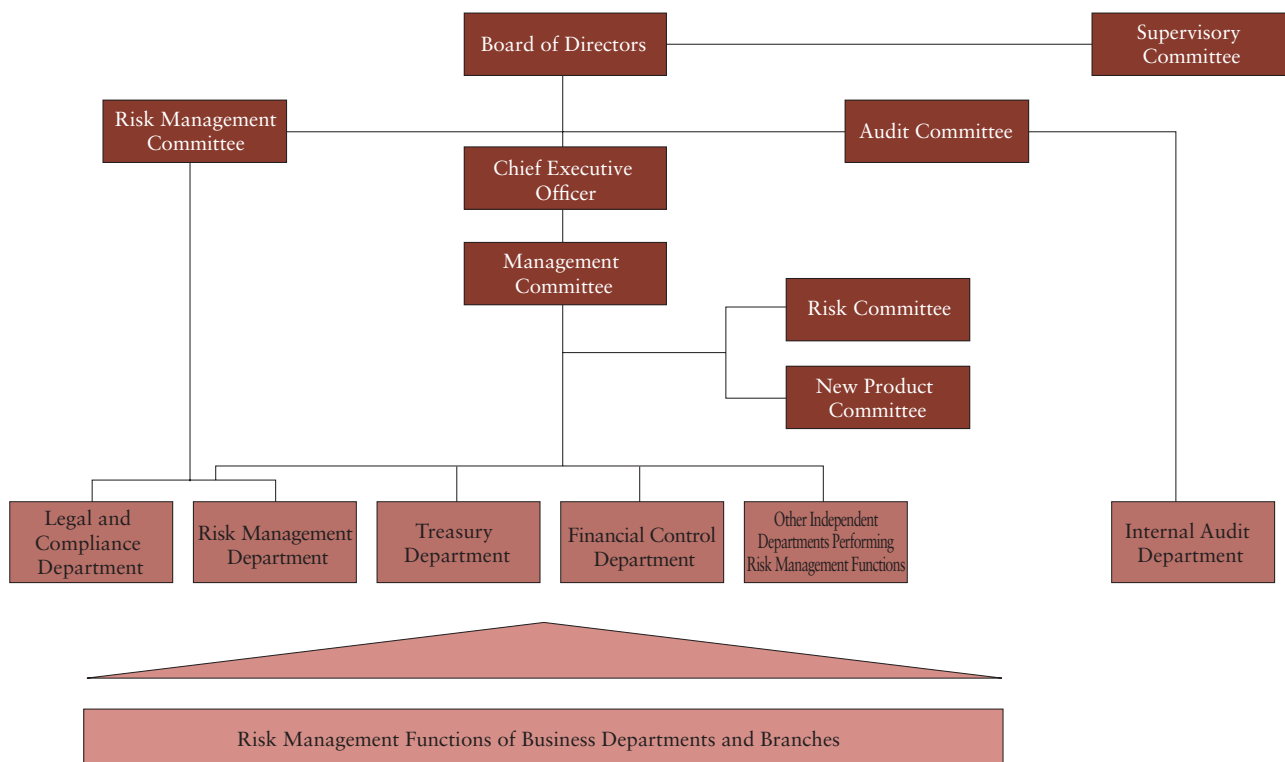 Board of Directors
Supervisory
Committee
Risk Management
Committee
Audit Committee
Chief Executive
Officer
Management
Committee
Risk Committee
New Product
Committee
Legal and
Compliance
Department
Risk Management
Department
Treasury
Department
Financial Control
Department
Other Independent
Departments Performing
Risk Management Functions
Internal Audit
Department
Risk Management Functions of Business Departments and Branches